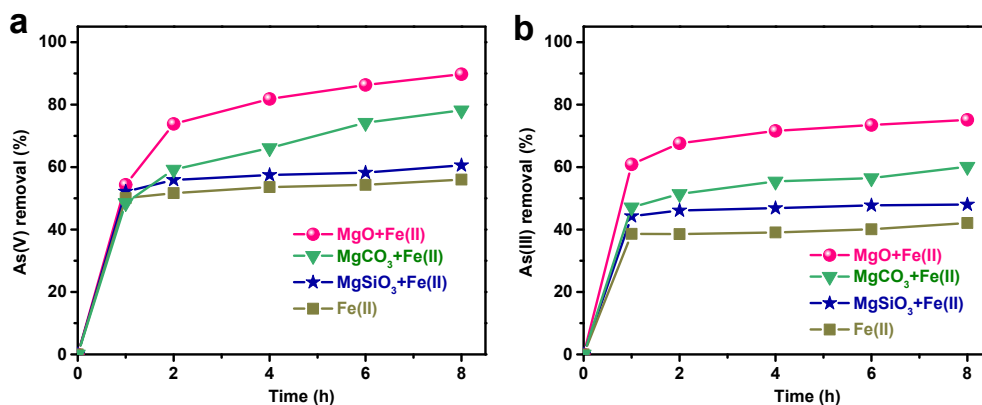 a
100
80
60
40
20
0
As(V) removal (%)
MgO+Fe(II)
MgCO₃+Fe(II)
MgSiO₃+Fe(II)
Fe(II)
0 2 4 6 8
Time (h)
b
100
80
60
40
20
0
As(III) removal (%)
MgO+Fe(II)
MgCO₃+Fe(II)
MgSiO₃+Fe(II)
Fe(II)
0 2 4 6 8
Time (h)